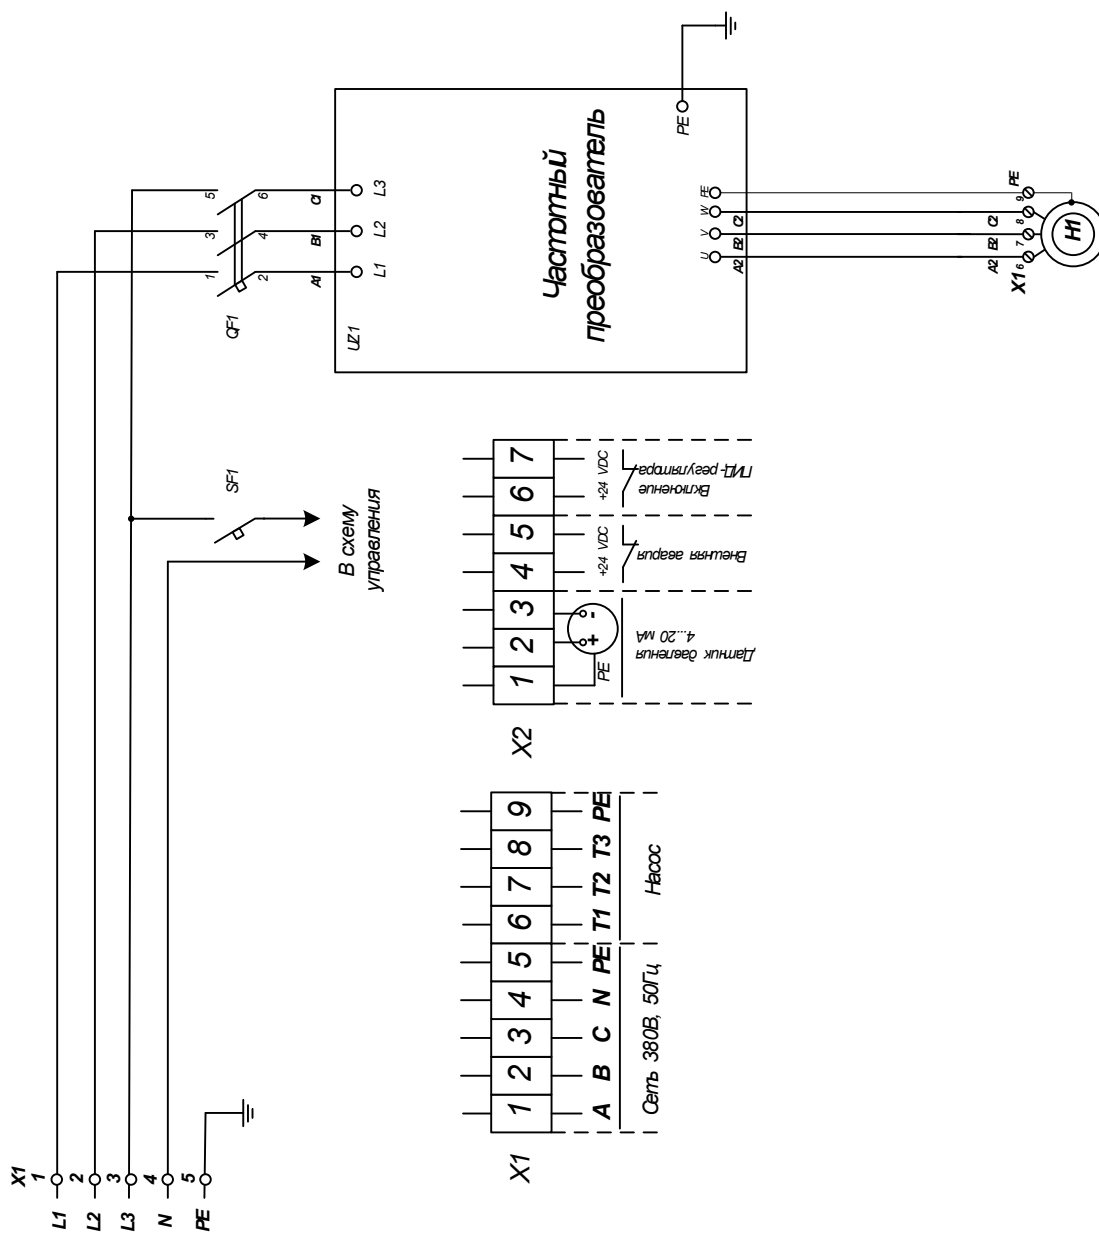 X1
1
2
3
4
5
L1
L2
L3
N
PE
SF1
В схему
управления
QF1
1
3
5
2
4
6
A1
B1
C1
UZ1
L1
L2
L3
Частотный
преобразователь
PE
U
V
W
PE
A2
B2
C2
A2
B2
C2
PE
6
7
8
9
X1
H1
X1
1
2
3
4
5
6
7
8
9
A
B
C
N
PE
T1
T2
T3
PE
Сеть 380В, 50Гц,
Насос
X2
1
2
3
4
5
6
7
PE
+
-
+24 VDC
+24 VDC
Датчик давления
4...20 мА
Внешняя авария
Включение
ПИД-регулятора